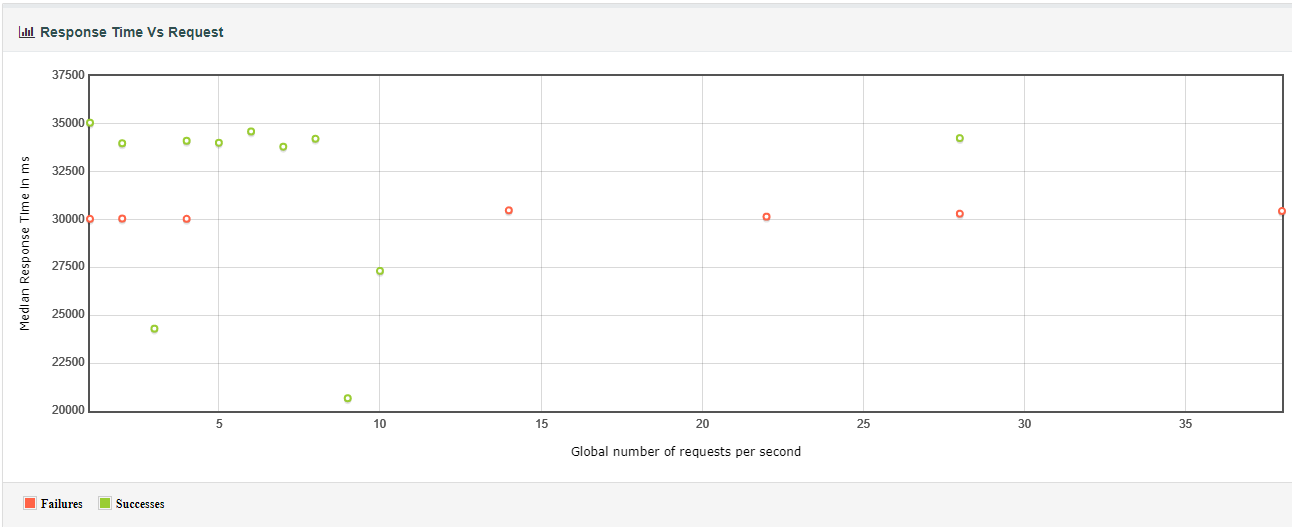 Response Time Vs Request
37500
35000
32500
30000
27500
25000
22500
20000
Median Response Time In ms
5 10 15 20 25 30 35
Global number of requests per second
Failures Successes